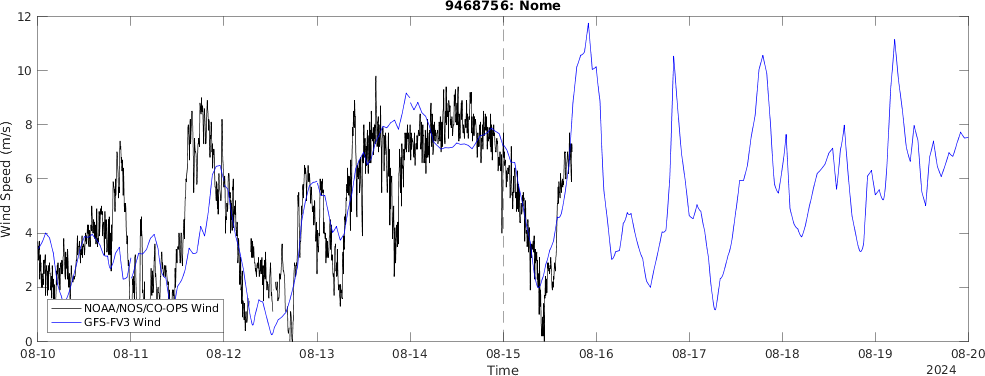 9468756: Nome
Wind Speed (m/s)
12
10
8
6
4
2
0
NOAA/NOS/CO-OPS Wind
GFS-FV3 Wind
08-10 08-11 08-12 08-13 08-14 08-15 08-16 08-17 08-18 08-19 08-20
Time
2024